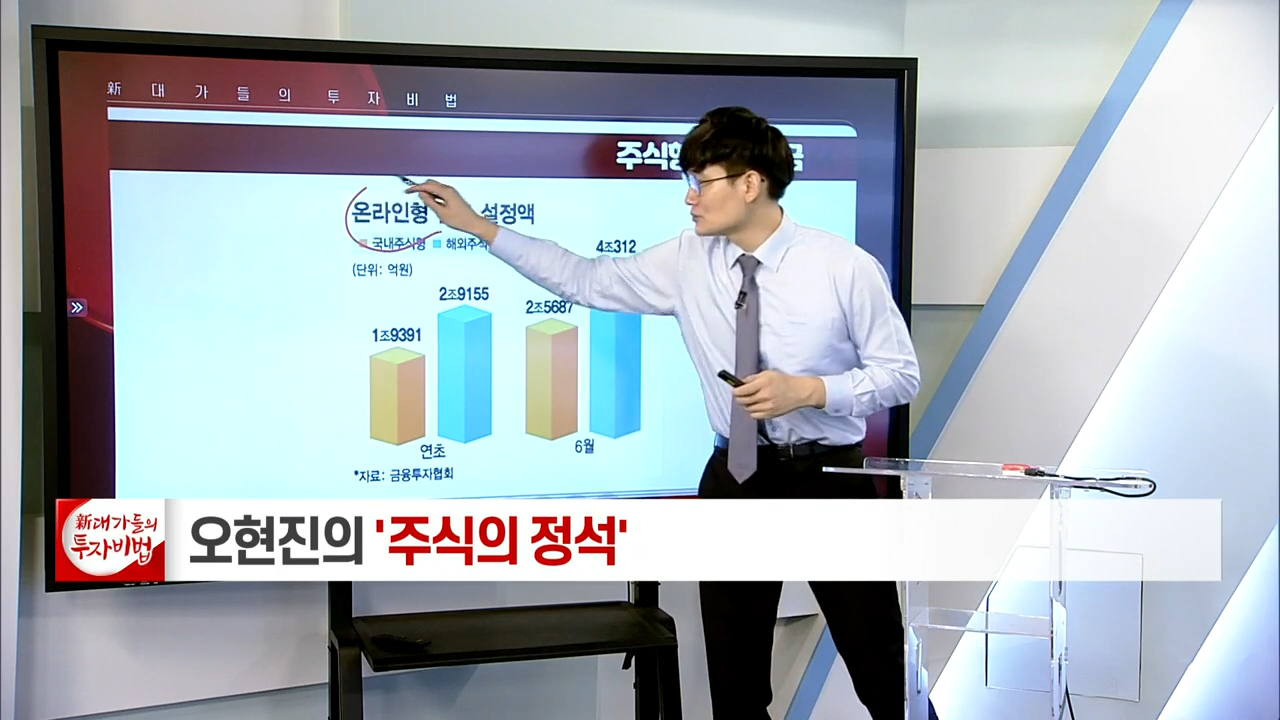 新 대 가 들 의 투 자 비 법
주식
온라인형 설정액
국내주식형 해외주식
(단위: 억원)
1조9391
2조9155
2조5687
4조312
연초
6월
*자료: 금융투자협회
新대가들의
투자비법
오현진의 '주식의 정석'